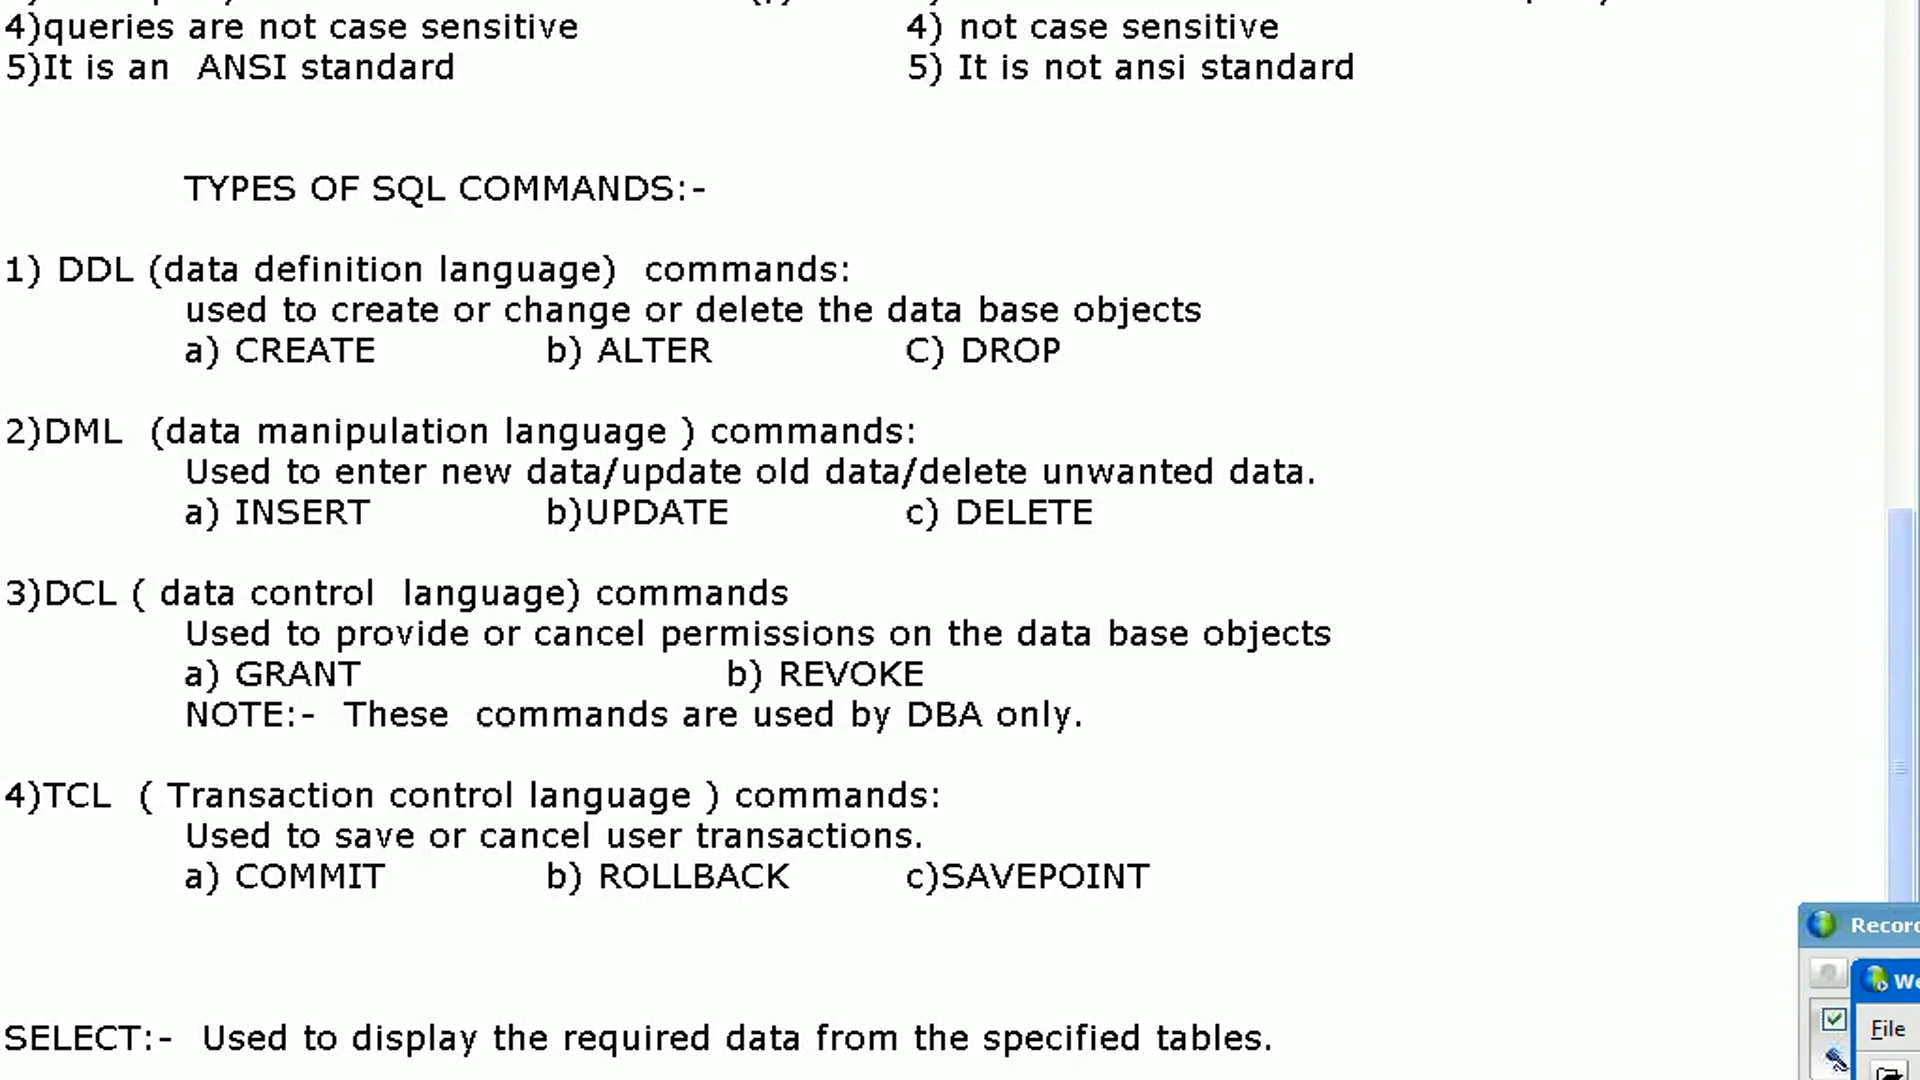 4)queries are not case sensitive 4) not case sensitive
5)It is an ANSI standard 5) It is not ansi standard
TYPES OF SQL COMMANDS:-
1) DDL (data definition language) commands:
used to create or change or delete the data base objects
a) CREATE b) ALTER C) DROP
2)DML (data manipulation language ) commands:
Used to enter new data/update old data/delete unwanted data.
a) INSERT b)UPDATE c) DELETE
3)DCL ( data control language) commands
Used to provide or cancel permissions on the data base objects
a) GRANT b) REVOKE
NOTE:- These commands are used by DBA only.
4)TCL ( Transaction control language ) commands:
Used to save or cancel user transactions.
a) COMMIT b) ROLLBACK c)SAVEPOINT
Record
We
File
SELECT:- Used to display the required data from the specified tables.